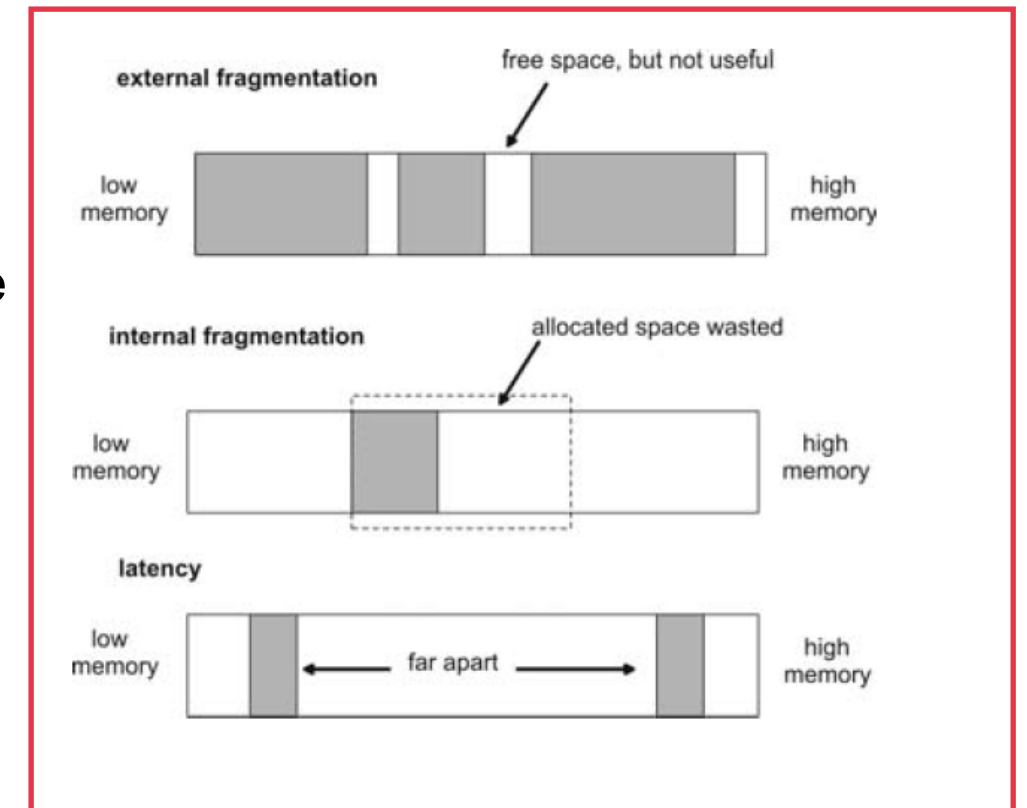 external fragmentation
free space, but not useful
low
memory
high
memory
e
internal fragmentation
allocated space wasted
low
memory
high
memory
latency
low
memory
far apart
high
memory